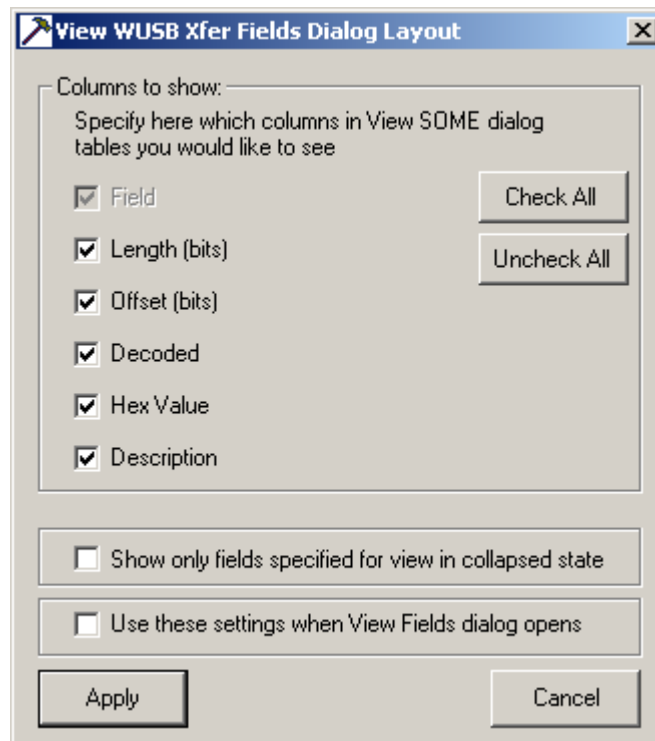 View WUSB Xfer Fields Dialog Layout
Columns to show:
Specify here which columns in View SOME dialog
tables you would like to see
Field
Check All
Length (bits)
Uncheck All
Offset (bits)
Decoded
Hex Value
Description
Show only fields specified for view in collapsed state
Use these settings when View Fields dialog opens
Apply
Cancel